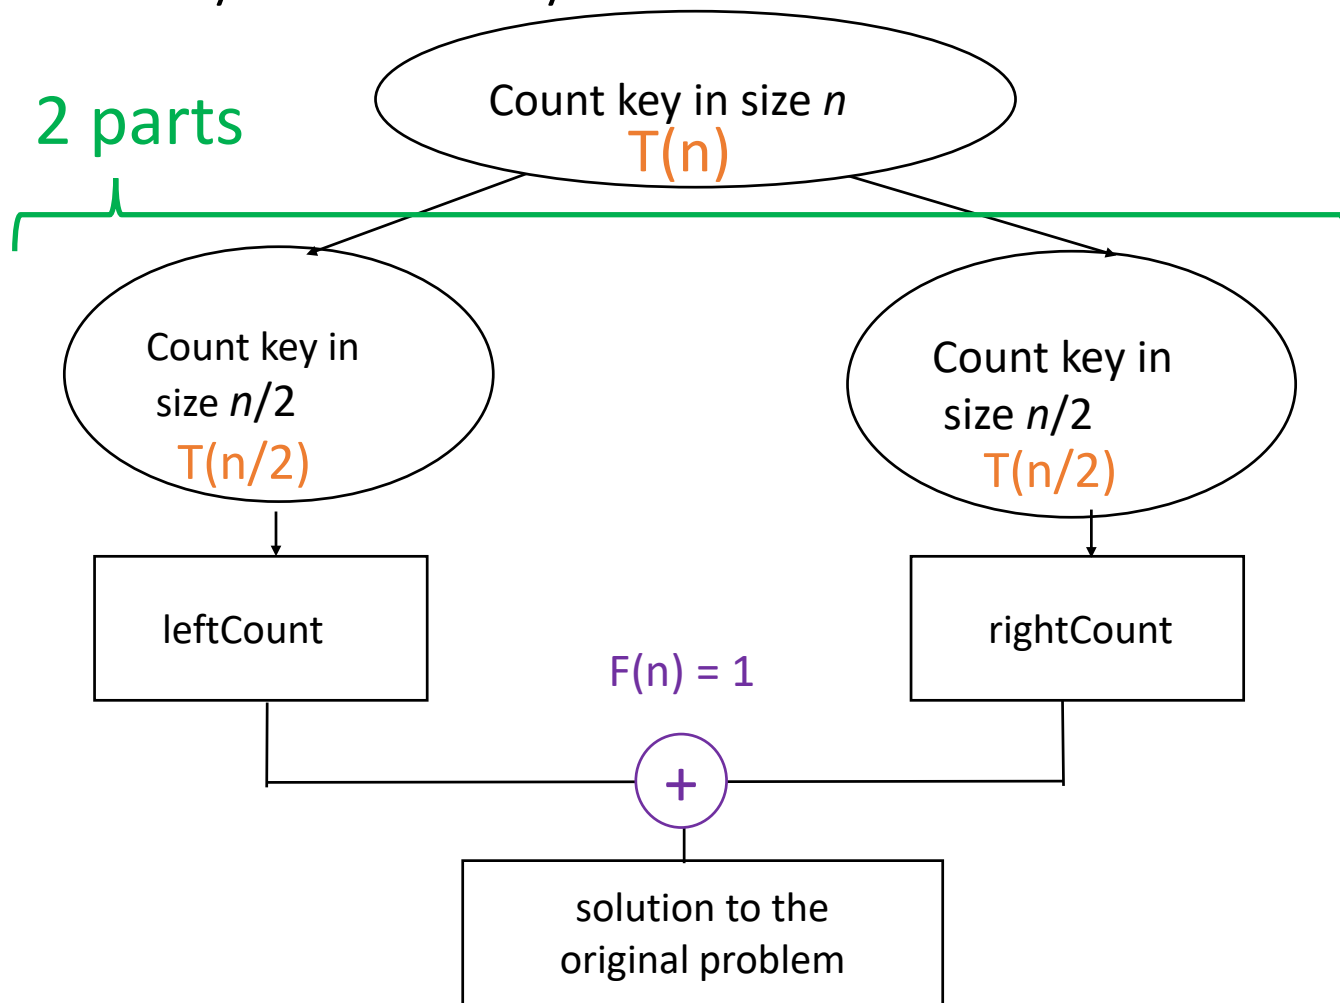 Count key in size n
T(n)
2 parts
Count key in
size n/2
T(n/2)
Count key in
size n/2
T(n/2)
leftCount
rightCount
F(n) = 1
+
solution to the
original problem